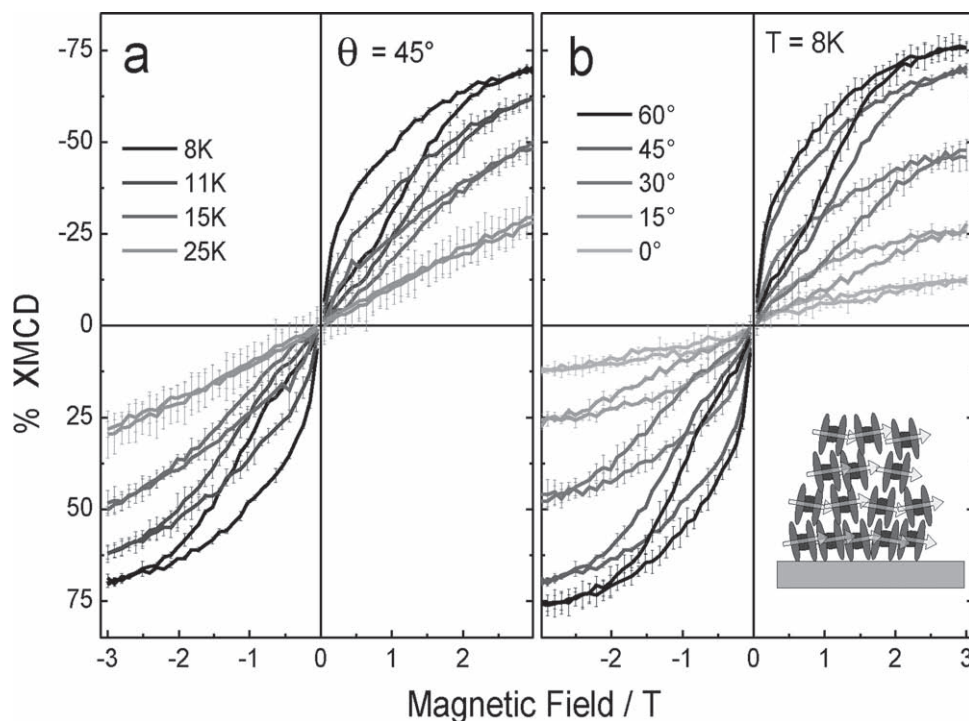 a
θ = 45°
8K
11K
15K
25K
b
T = 8K
60°
45°
30°
15°
0°
-75
-50
-25
0
25
50
75
% XMCD
-3
-2
-1
0
1
2
-2
-1
0
1
2
3
Magnetic Field / T